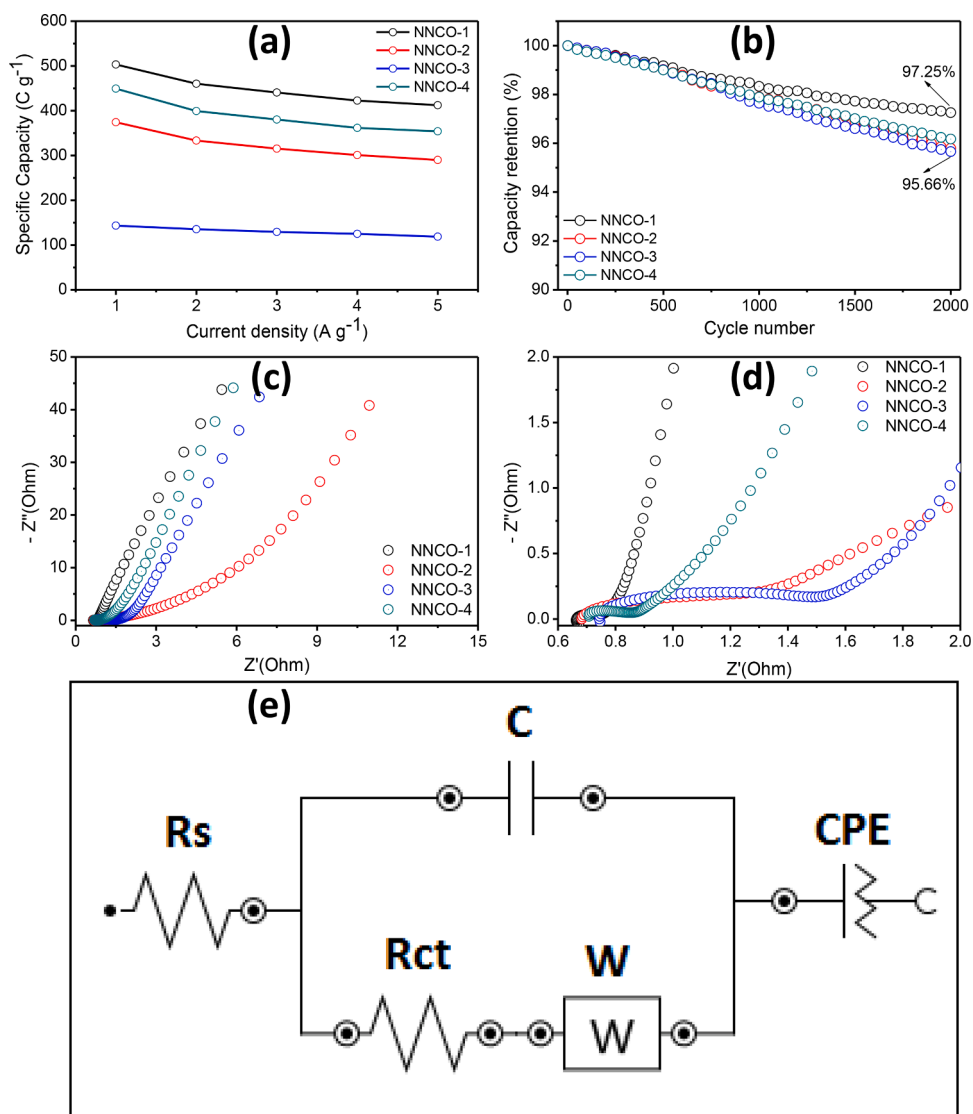 (a)
600
500
400
300
200
100
0
Specific Capacity (C g⁻¹)
NNCO-1
NNCO-2
NNCO-3
NNCO-4
1 2 3 4 5
Current density (A g⁻¹)
(b)
100
98
96
94
92
90
Capacity retention (%)
97.25%
95.66%
NNCO-1
NNCO-2
NNCO-3
NNCO-4
0 500 1000 1500 2000
Cycle number
(c)
50
40
30
20
10
0
- Z"(Ohm)
NNCO-1
NNCO-2
NNCO-3
NNCO-4
0 3 6 9 12 15
Z'(Ohm)
(d)
2.0
1.5
1.0
0.5
0.0
- Z"(Ohm)
NNCO-1
NNCO-2
NNCO-3
NNCO-4
0.6 0.8 1.0 1.2 1.4 1.6 1.8 2.0
Z'(Ohm)
(e)
C
Rs
CPE
Rct
W
W